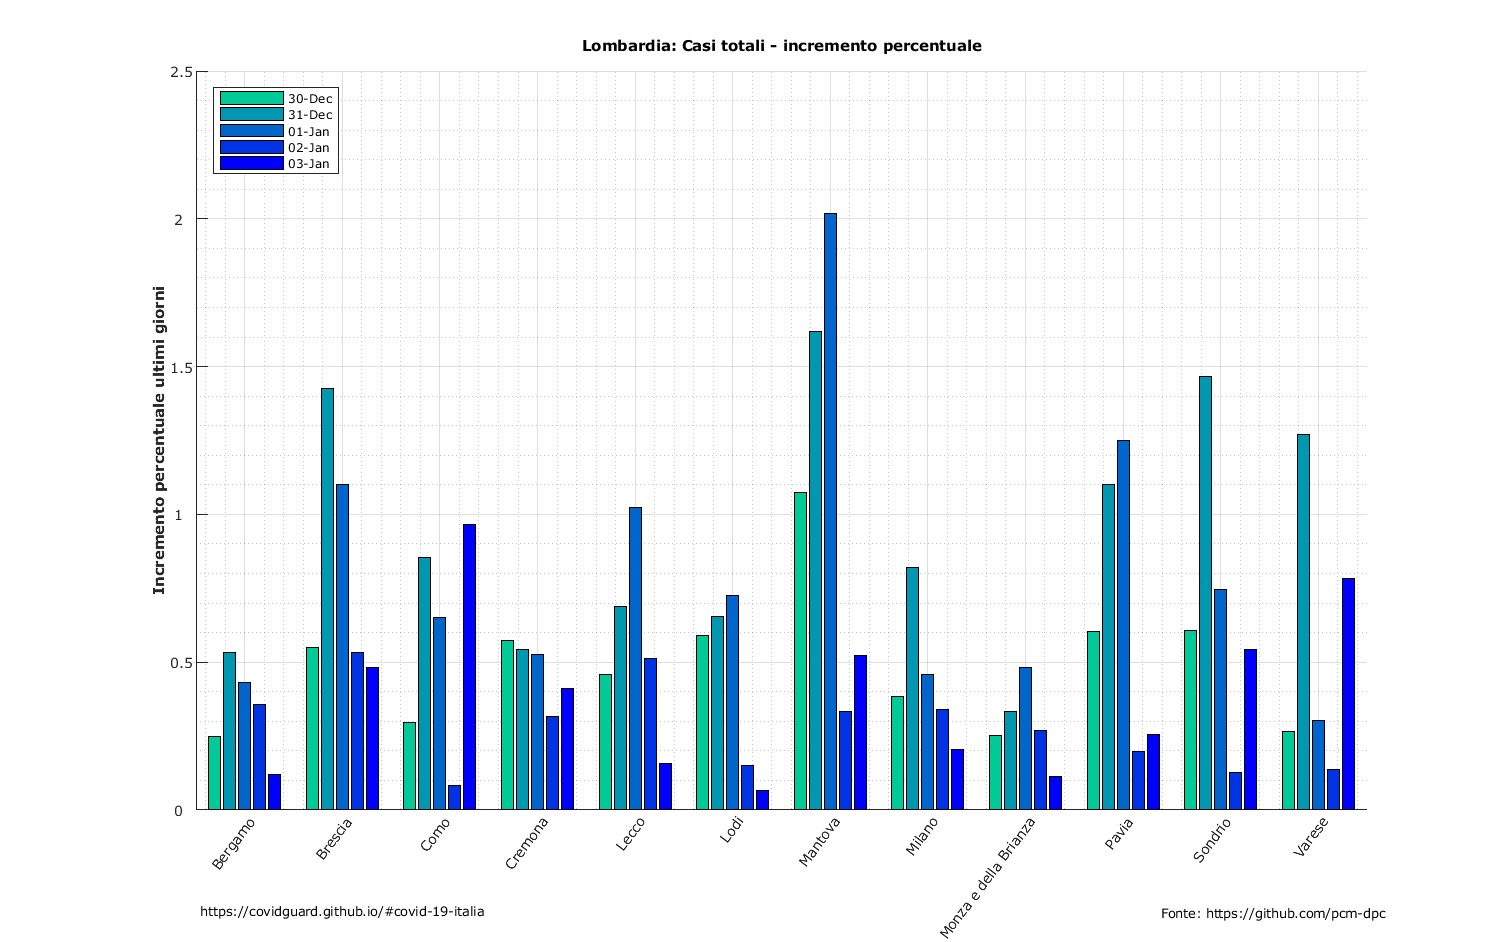 Lombardia: Casi totali - incremento percentuale
2.5
2
1.5
1
0.5
0
Incremento percentuale ultimi giorni
30-Dec
31-Dec
01-Jan
02-Jan
03-Jan
Bergamo
Brescia
Como
Cremona
Lecco
Lodi
Mantova
Milano
Monza e della Brianza
Pavia
Sondrio
Varese
https://covidguard.github.io/#covid-19-italia
Fonte: https://github.com/pcm-dpc